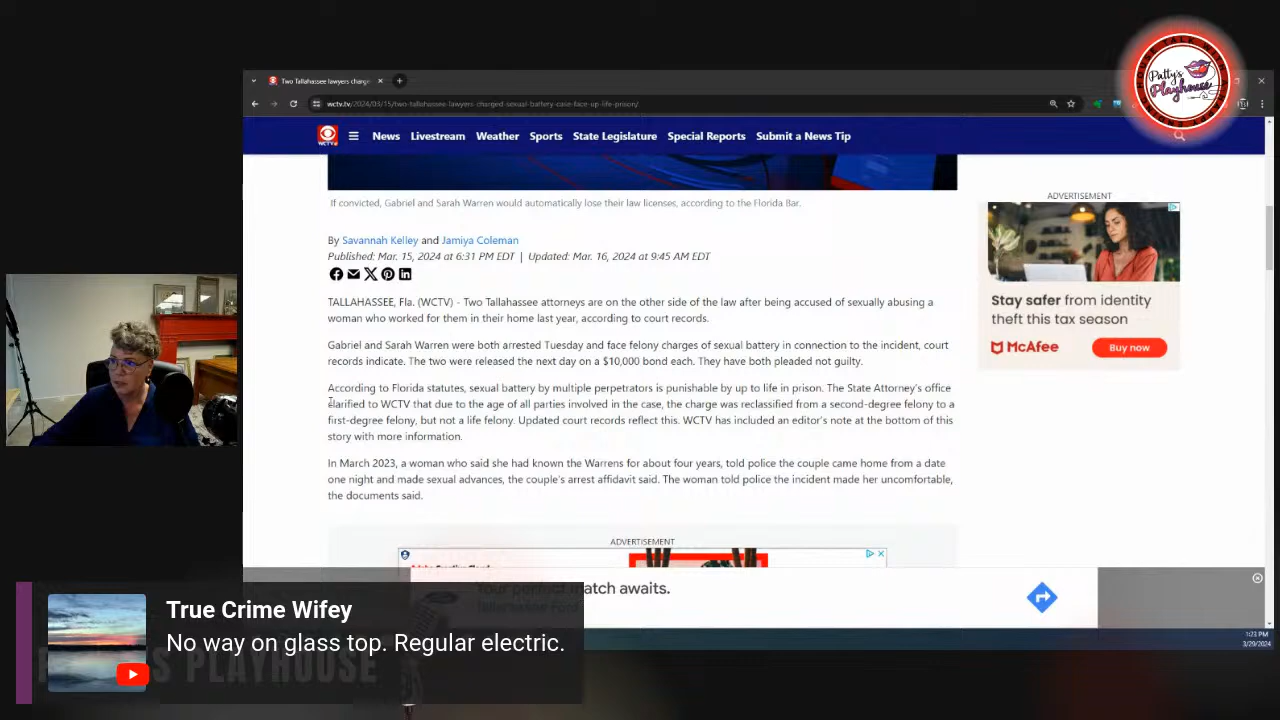 Two Tallahassee lawyers charge
wctv.tv/2024/03/15/two-tallahassee-lawyers-charged-sexual-battery-case-face-up-life-prison/
Patty's
Playhouse
WCTV
News Livestream Weather Sports State Legislature Special Reports Submit a News Tip
If convicted, Gabriel and Sarah Warren would automatically lose their law licenses, according to the Florida Bar.
By Savannah Kelley and Jamiya Coleman
Published: Mar. 15, 2024 at 6:31 PM EDT | Updated: Mar. 16, 2024 at 9:45 AM EDT
TALLAHASSEE, Fla. (WCTV) - Two Tallahassee attorneys are on the other side of the law after being accused of sexually abusing a
woman who worked for them in their home last year, according to court records.
Gabriel and Sarah Warren were both arrested Tuesday and face felony charges of sexual battery in connection to the incident, court
records indicate. The two were released the next day on a $10,000 bond each. They have both pleaded not guilty.
According to Florida statutes, sexual battery by multiple perpetrators is punishable by up to life in prison. The State Attorney's office
clarified to WCTV that due to the age of all parties involved in the case, the charge was reclassified from a second-degree felony to a
first-degree felony, but not a life felony. Updated court records reflect this. WCTV has included an editor's note at the bottom of this
story with more information.
In March 2023, a woman who said she had known the Warrens for about four years, told police the couple came home from a date
one night and made sexual advances, the couple's arrest affidavit said. The woman told police the incident made her uncomfortable,
the documents said.
ADVERTISEMENT
Stay safer from identity
theft this tax season
McAfee
Buy now
ADVERTISEMENT
Your perfect match awaits.
Tallahassee Ford
True Crime Wifey
No way on glass top. Regular electric.
S PLAYHOUSE
1:23 PM
3/29/2024